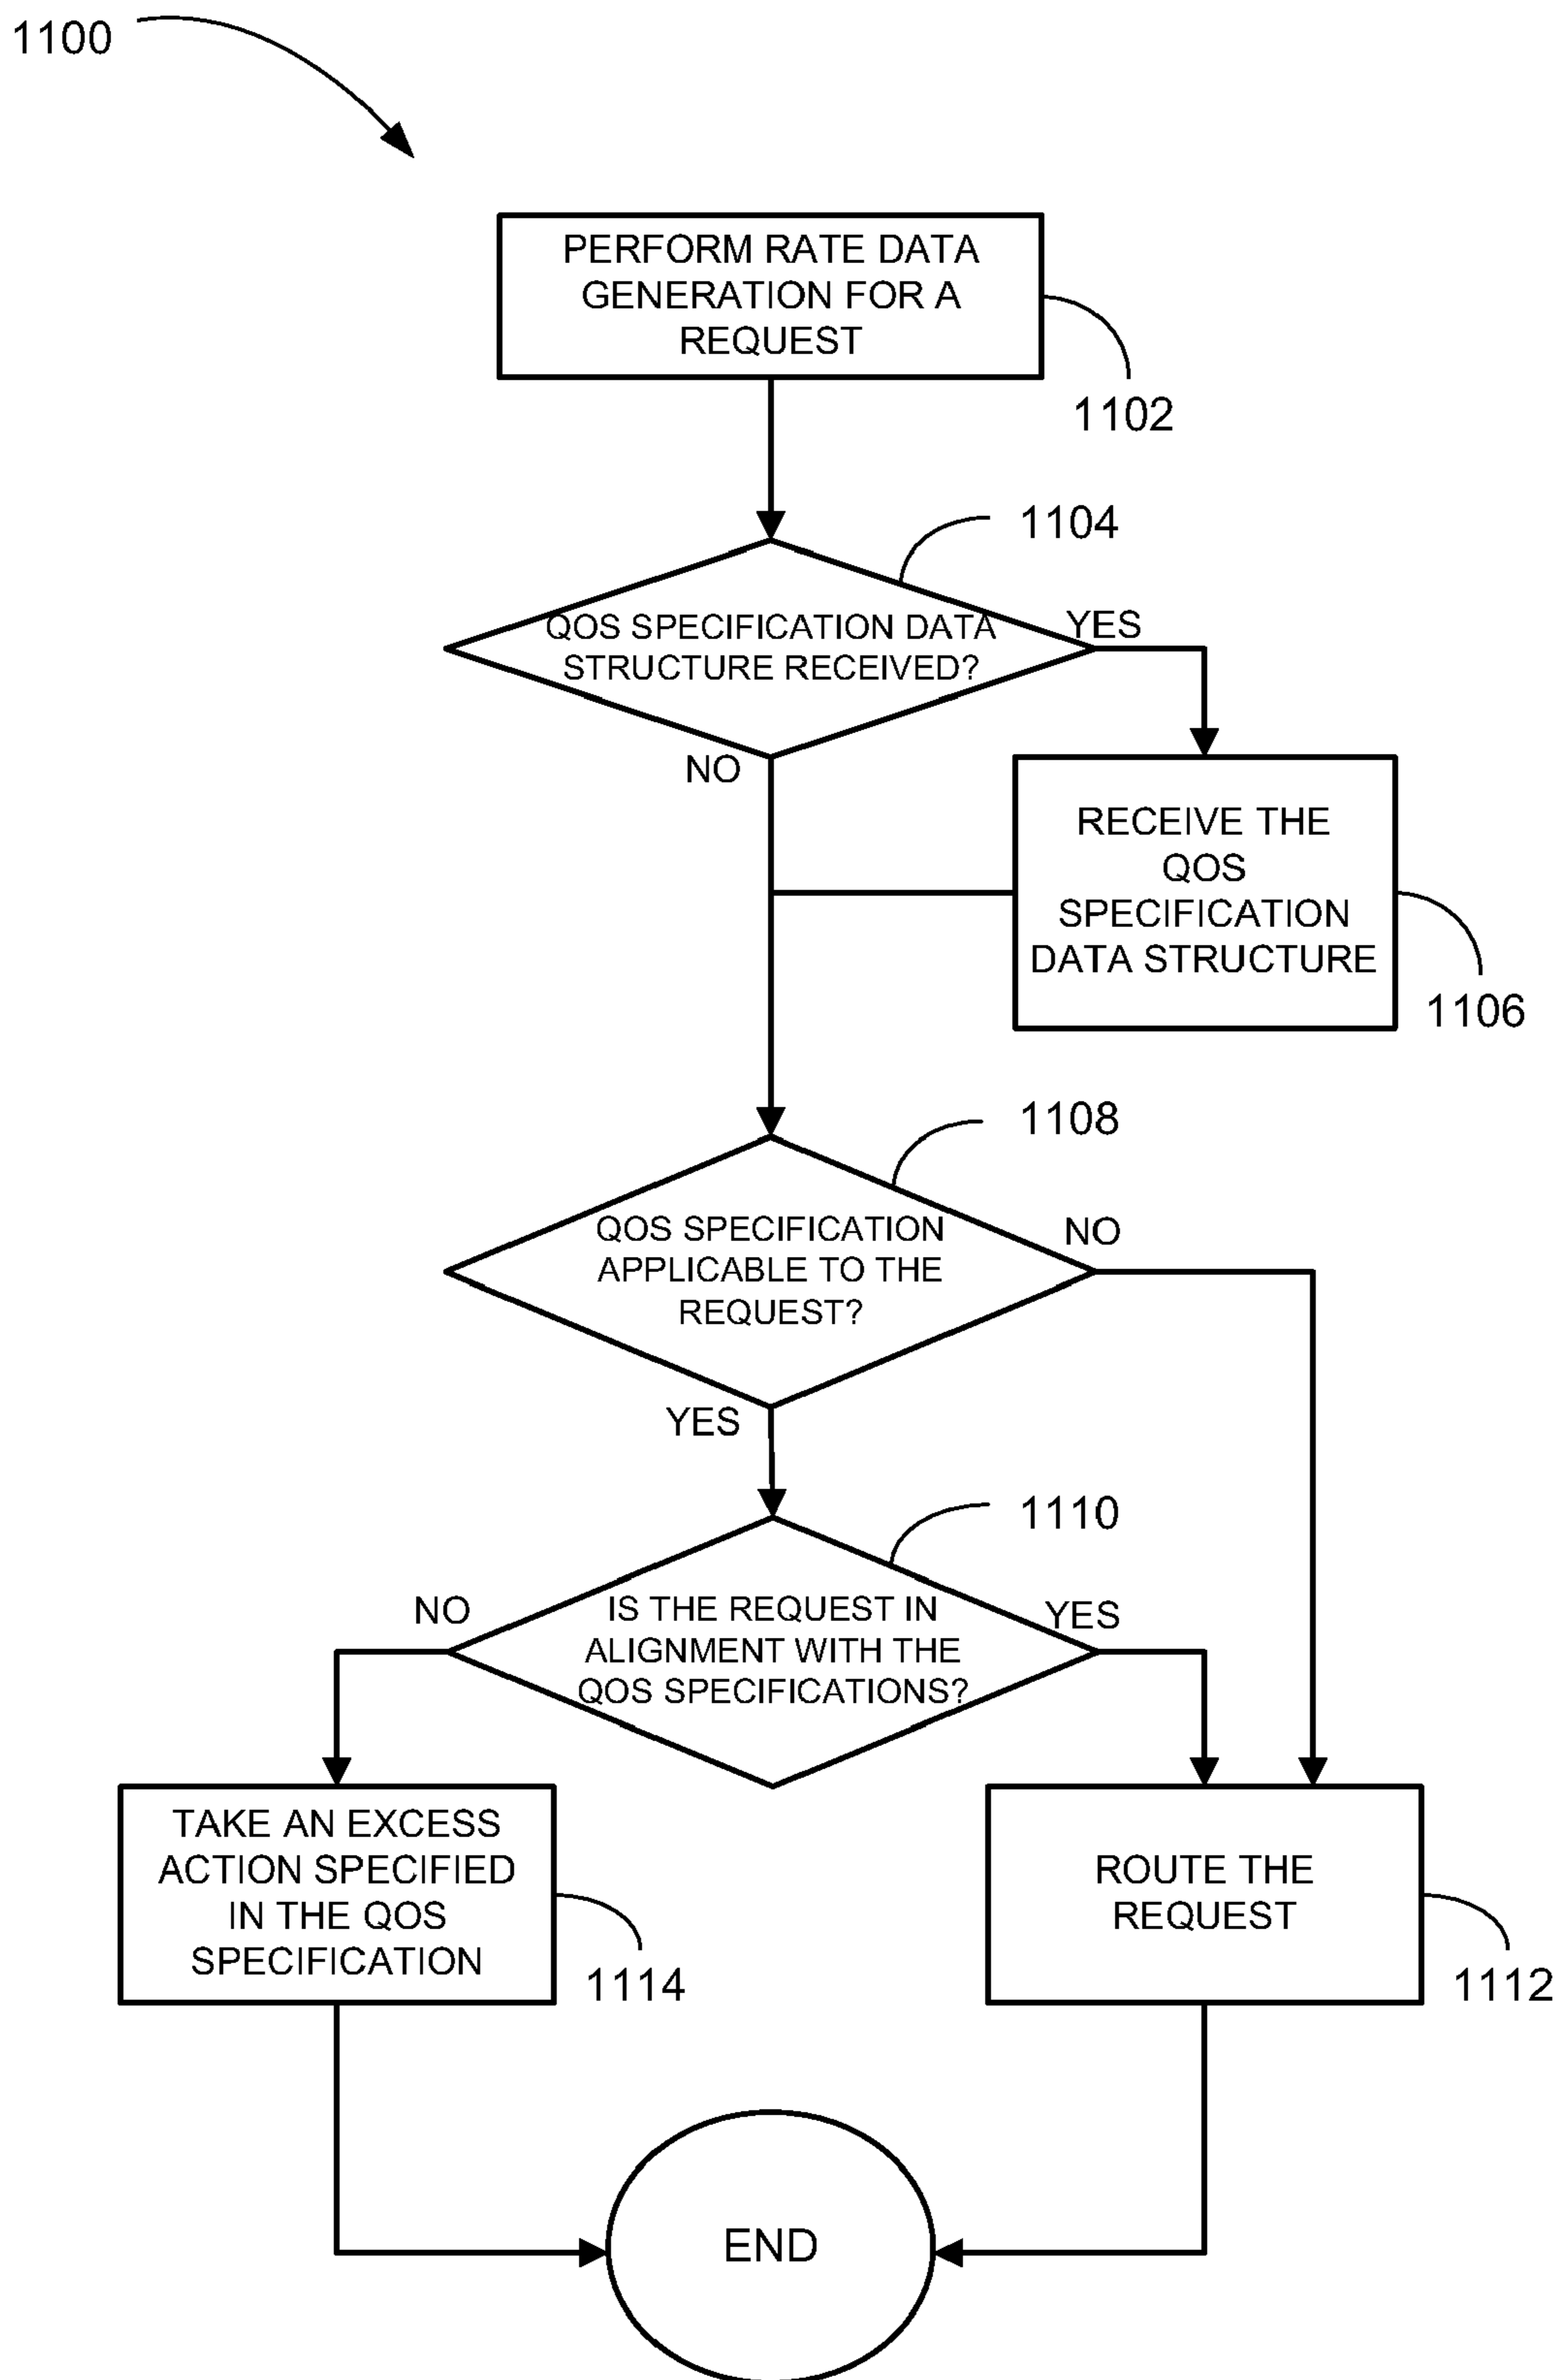 1100
PERFORM RATE DATA
GENERATION FOR A
REQUEST
1102
1104
QOS SPECIFICATION DATA
STRUCTURE RECEIVED?
YES
NO
RECEIVE THE
QOS
SPECIFICATION
DATA STRUCTURE
1106
1108
QOS SPECIFICATION
APPLICABLE TO THE
REQUEST?
NO
YES
1110
IS THE REQUEST IN
ALIGNMENT WITH THE
QOS SPECIFICATIONS?
NO
YES
TAKE AN EXCESS
ACTION SPECIFIED
IN THE QOS
SPECIFICATION
1114
ROUTE THE
REQUEST
1112
END